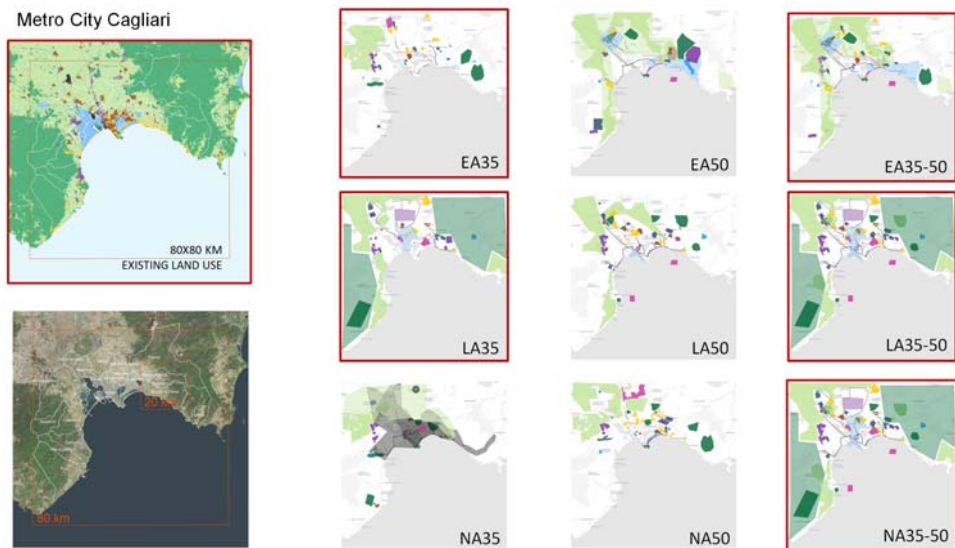 Metro City Cagliari
80X80 KM
EXISTING LAND USE
20 km
80 km
EA35
EA50
EA35-50
LA35
LA50
LA35-50
NA35
NA50
NA35-50